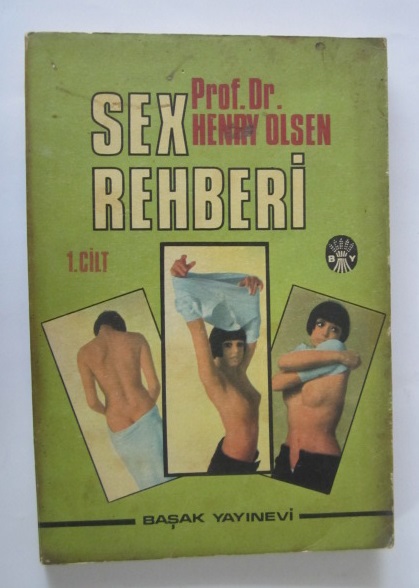 Prof. Dr.
HENRY OLSEN
SEX
REHBERİ
1. CİLT
B Y
BAŞAK YAYINEVİ